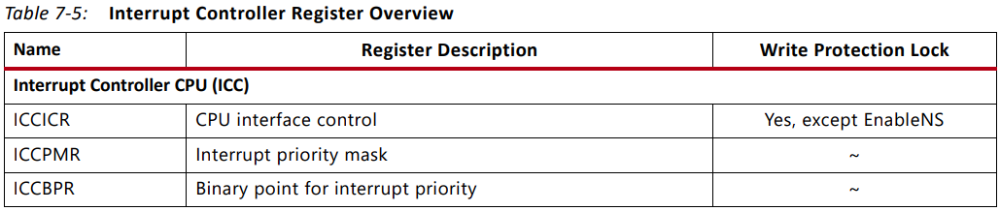 Table 7-5: Interrupt Controller Register Overview
Name Register Description Write Protection Lock
Interrupt Controller CPU (ICC)
ICCICR CPU interface control Yes, except EnableNS
ICCPMR Interrupt priority mask ~
ICCBPR Binary point for interrupt priority ~